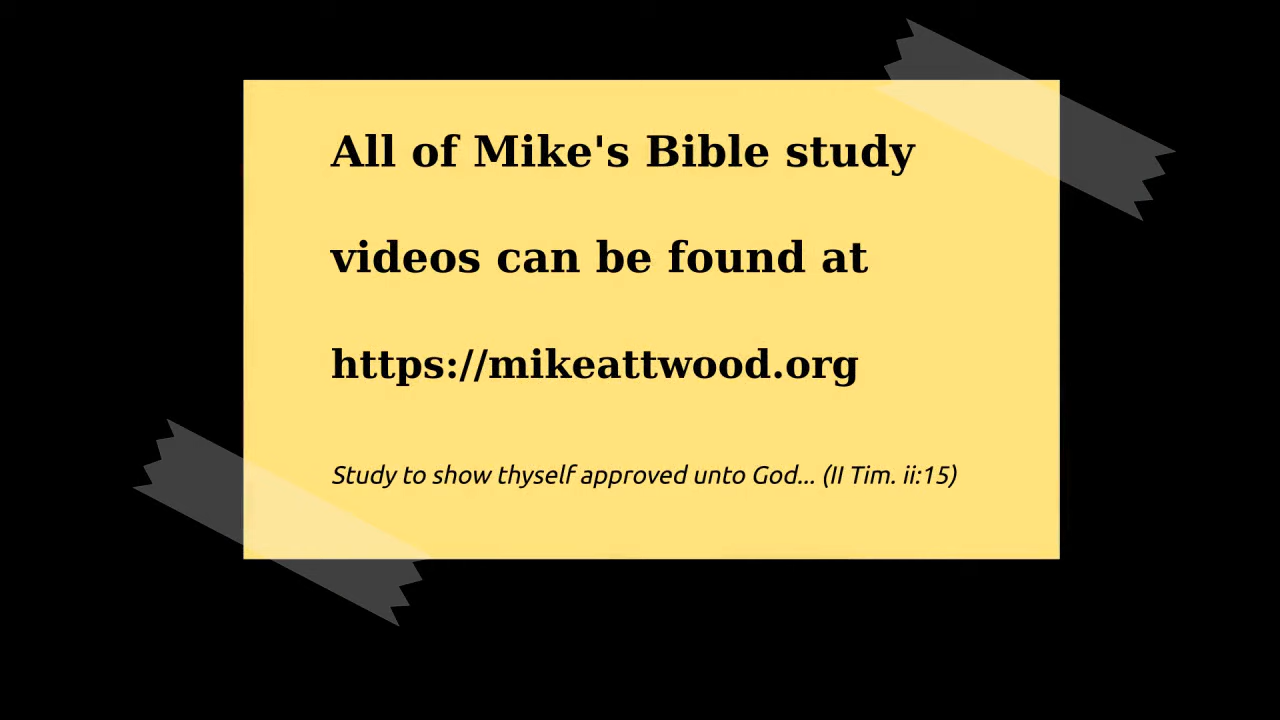 All of Mike's Bible study
videos can be found at
https://mikeattwood.org
Study to show thyself approved unto God... (II Tim. ii:15)